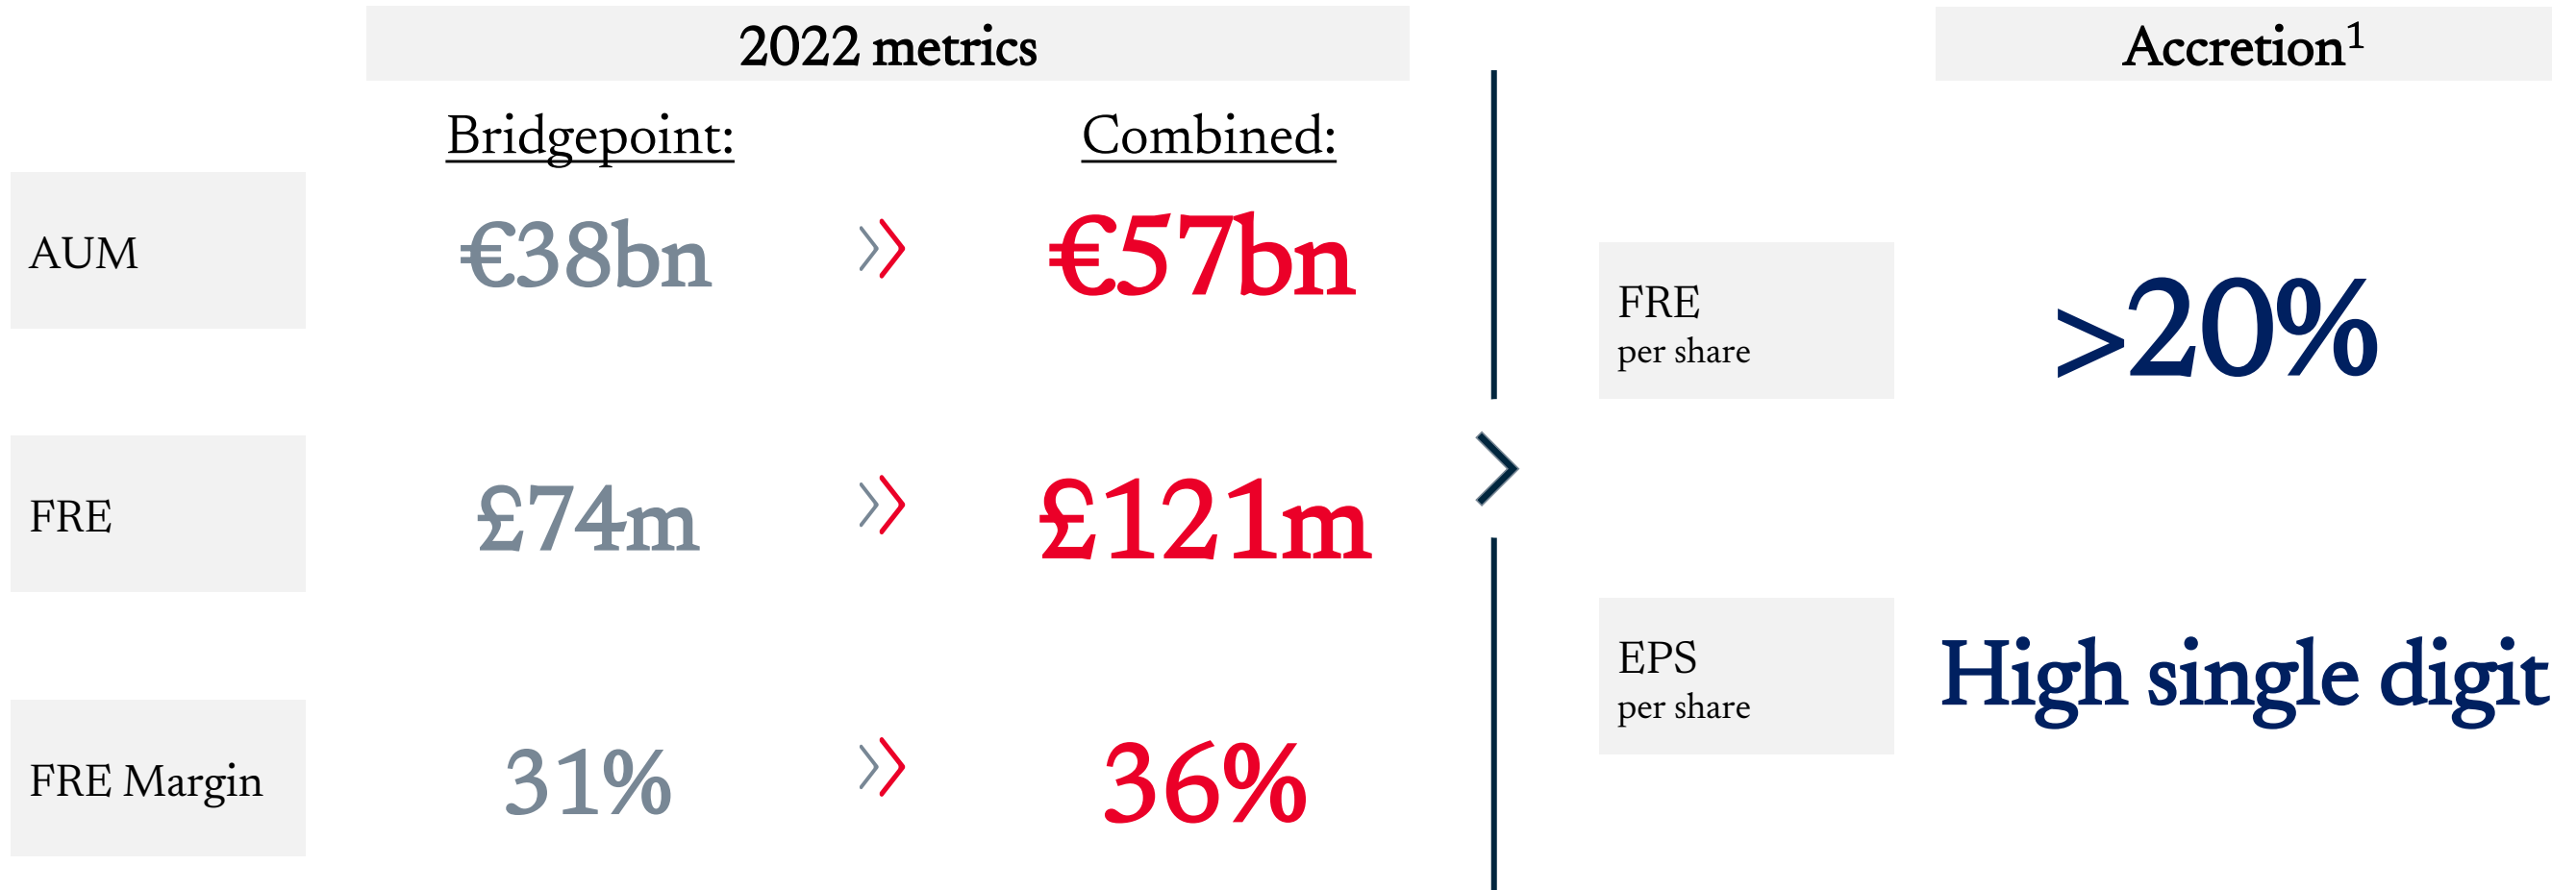 2022 metrics
Accretion¹
Bridgepoint:
Combined:
AUM
€38bn
€57bn
FRE
£74m
£121m
FRE Margin
31%
36%
FRE
per share
>20%
EPS
per share
High single digit